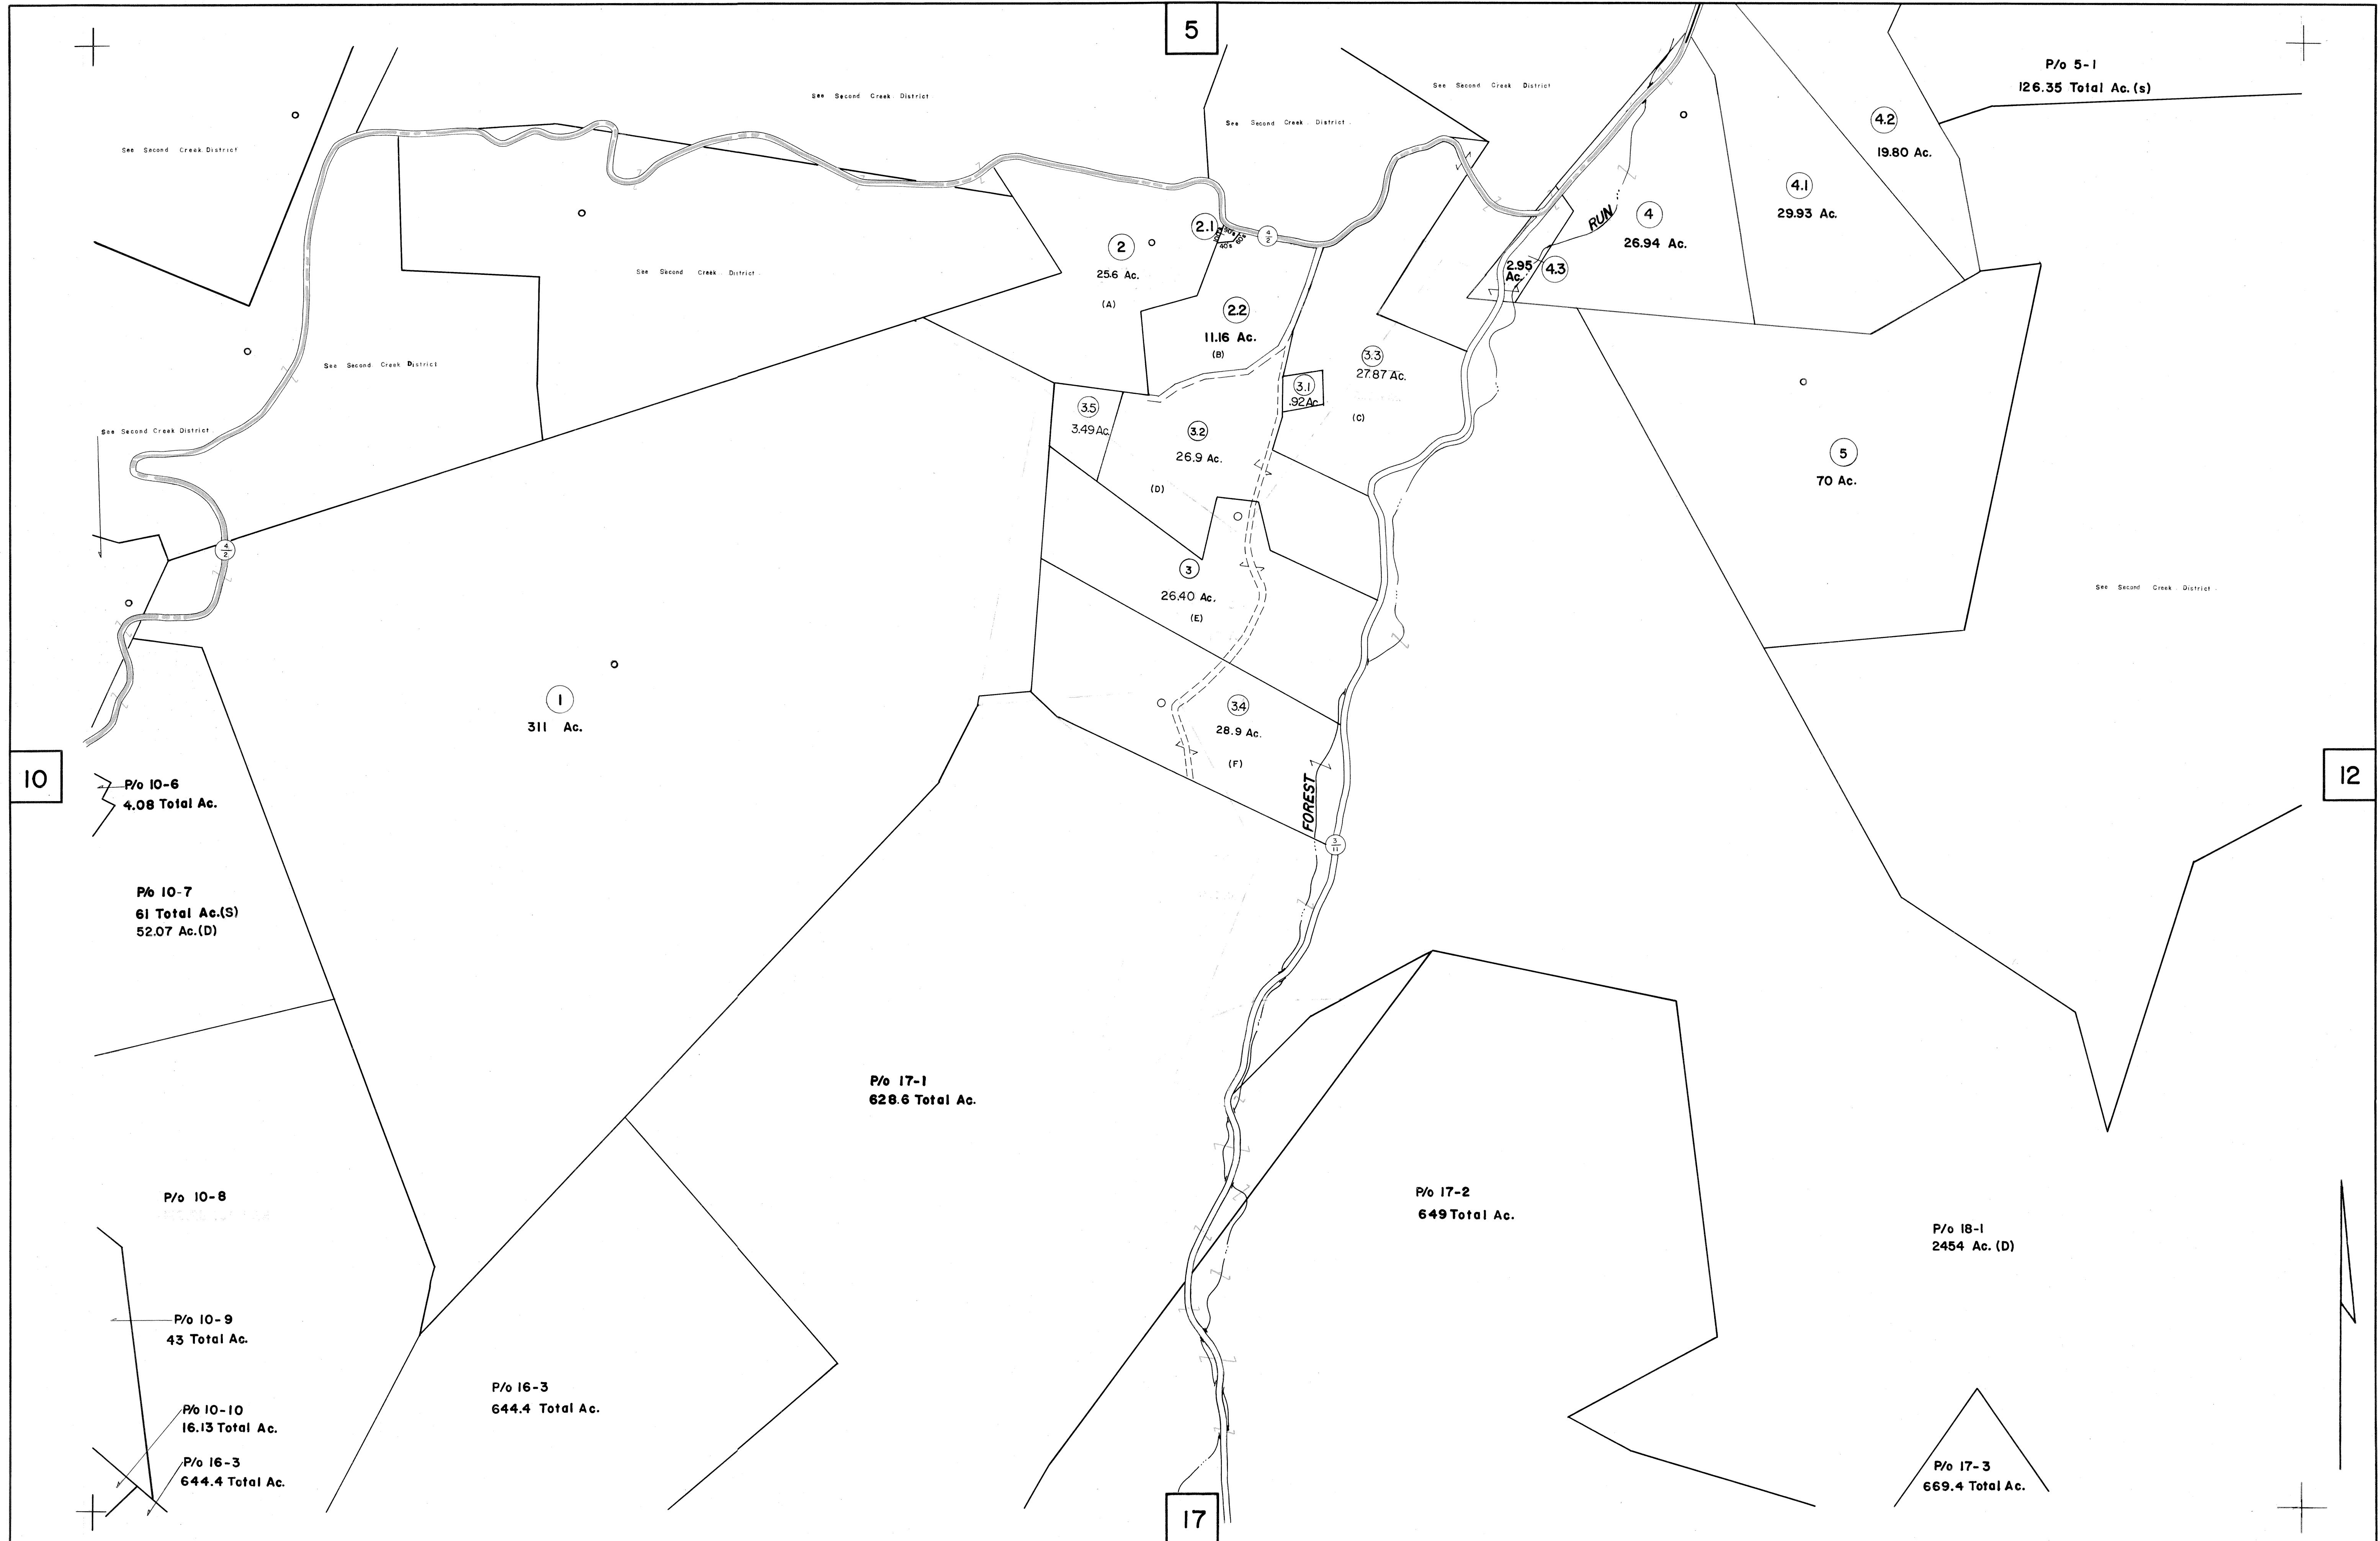 5
P/o 5-1
126.35 Total Ac. (s)
See Second Creek District
See Second Creek District
See Second Creek District
See Second Creek District
4.2
19.80 Ac.
4.1
29.93 Ac.
4
26.94 Ac.
RUN
2.95
Ac.
4.3
2
25.6 Ac.
(A)
2.1
40s
60s
4
2
2.2
11.16 Ac.
(B)
See Second Creek District
See Second Creek District
See Second Creek District
3.3
27.87 Ac.
(C)
3.1
.92 Ac
3.5
3.49 Ac.
3.2
26.9 Ac.
(D)
5
70 Ac.
4
2
3
26.40 Ac.
(E)
See Second Creek District
1
311 Ac.
3.4
28.9 Ac.
(F)
FOREST
3
11
10
12
P/o 10-6
4.08 Total Ac.
P/o 10-7
61 Total Ac.(S)
52.07 Ac.(D)
P/o 17-1
628.6 Total Ac.
P/o 10-8
P/o 17-2
649 Total Ac.
P/o 18-1
2454 Ac. (D)
P/o 10-9
43 Total Ac.
P/o 16-3
644.4 Total Ac.
P/o 10-10
16.13 Total Ac.
P/o 16-3
644.4 Total Ac.
P/o 17-3
669.4 Total Ac.
17